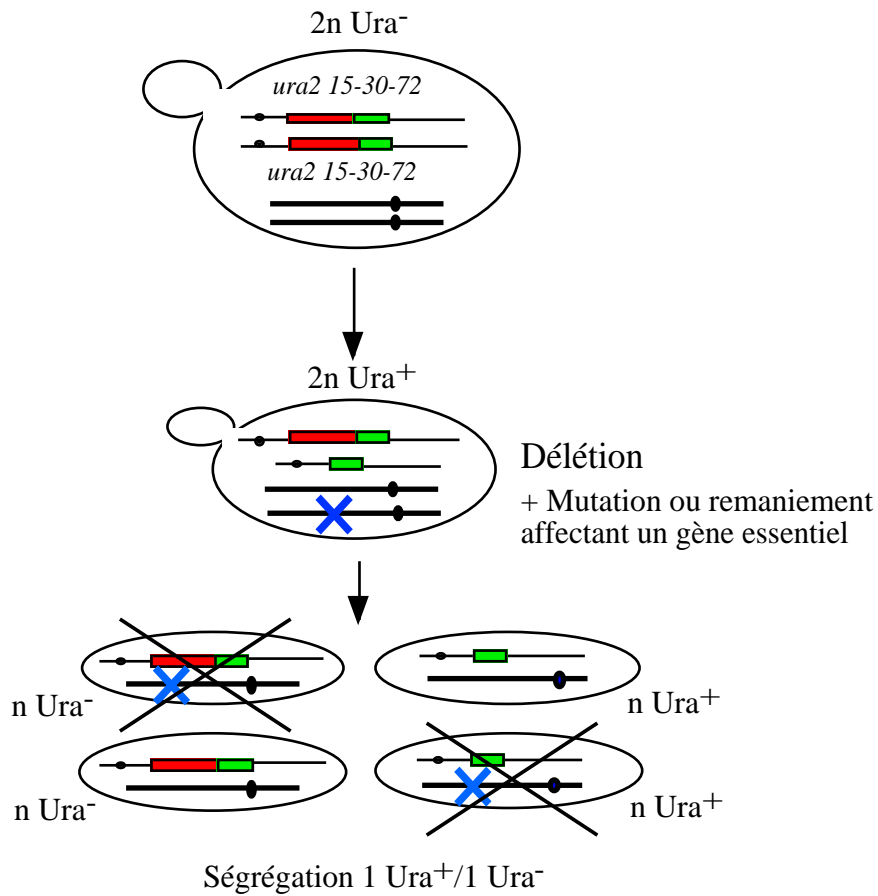 2n Ura-
ura2 15-30-72
ura2 15-30-72
2n Ura+
Délétion
+ Mutation ou remaniement
affectant un gène essentiel
n Ura-
n Ura+
n Ura-
n Ura+
Ségrégation 1 Ura+/1 Ura-